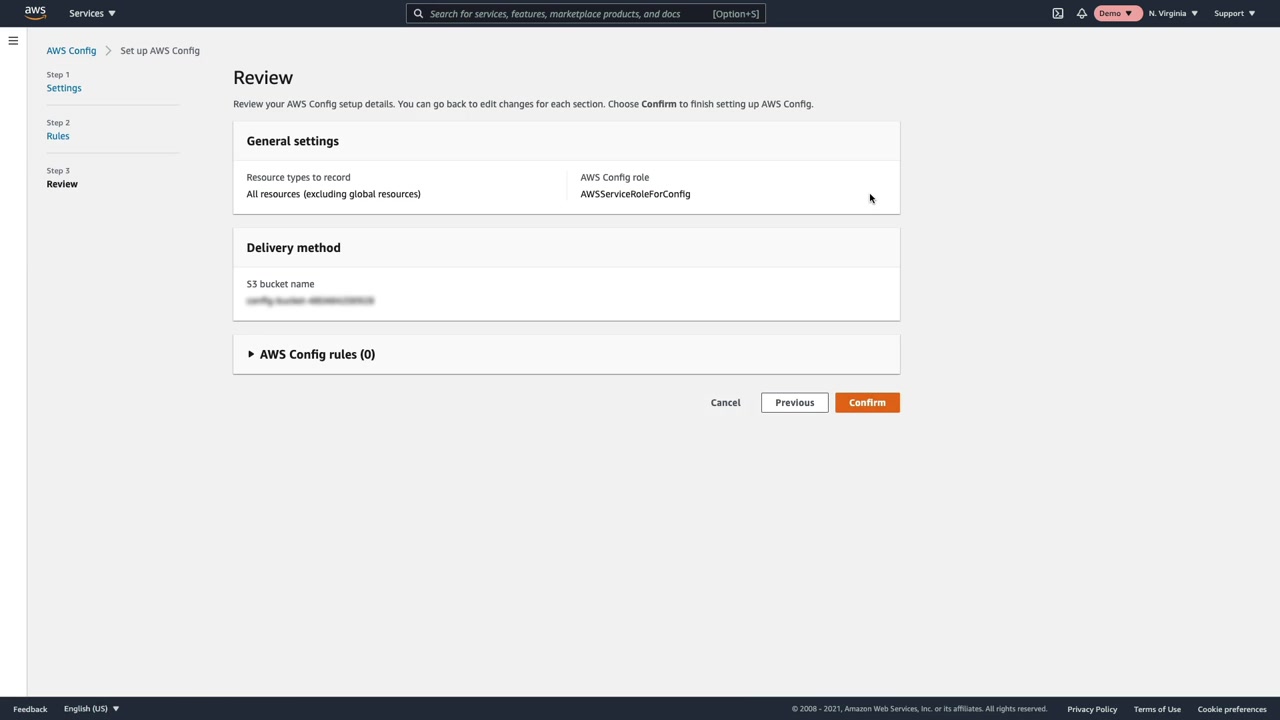 aws
Services
Search for services, features, marketplace products, and docs [Option+S]
Demo
N. Virginia
Support
AWS Config
Set up AWS Config
Step 1
Settings
Step 2
Rules
Step 3
Review
Review
Review your AWS Config setup details. You can go back to edit changes for each section. Choose Confirm to finish setting up AWS Config.
General settings
Resource types to record
All resources (excluding global resources)
AWS Config role
AWSServiceRoleForConfig
Delivery method
S3 bucket name
AWS Config rules (0)
Cancel
Previous
Confirm
Feedback
English (US)
© 2008 - 2021, Amazon Web Services, Inc. or its affiliates. All rights reserved.
Privacy Policy
Terms of Use
Cookie preferences